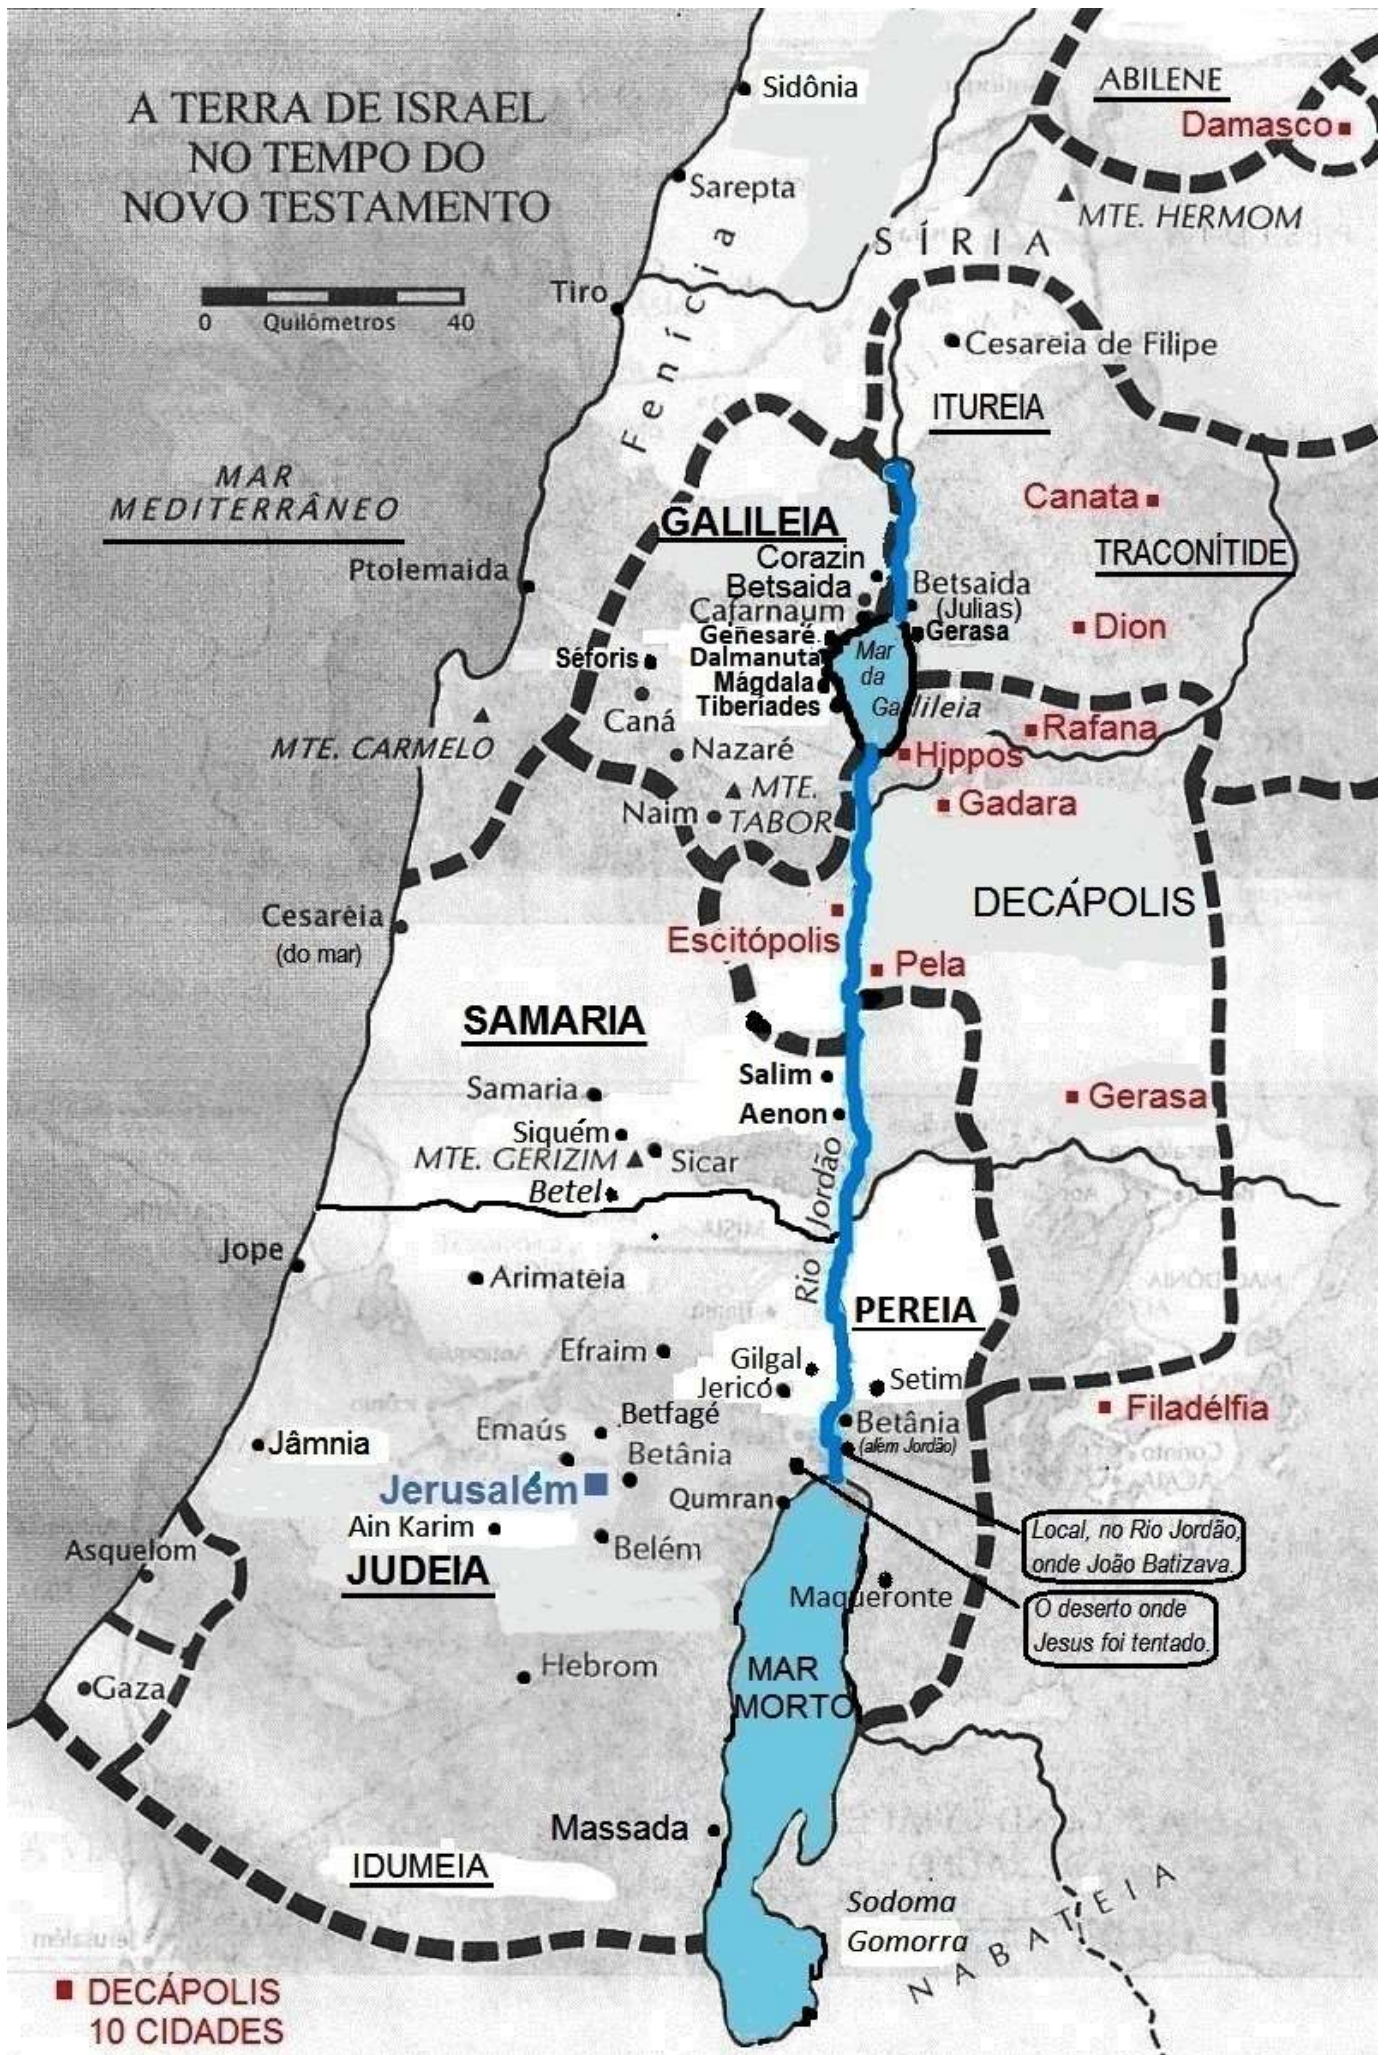 A TERRA DE ISRAEL
NO TEMPO DO
NOVO TESTAMENTO
0 Quilômetros 40
Sidônia
ABILENE
Damasco
Sarepta
MTE. HERMOM
SÍRIA
Fenícia
Tiro
Cesareia de Filipe
ITUREIA
MAR
MEDITERRÂNEO
Canata
GALILEIA
TRACONÍTIDE
Ptolemaida
Corazin
Betsaida
Betsaida
(Julias)
Cafarnaum
Genesaré
Gerasa
Dion
Séforis
Dalmanuta
Mar
da
Galileia
Mágdala
Tiberíades
Caná
Rafana
MTE. CARMELO
Nazaré
Hippos
MTE.
TABOR
Naim
Gadara
DECÁPOLIS
Cesarèia
(do mar)
Escitópolis
Pela
SAMARIA
Salim
Samaria
Gerasa
Aenon
Siquém
MTE. GERIZIM
Sicar
Betel
Rio Jordão
Jope
Arimatéia
PEREIA
Efraim
Gilgal
Jericó
Setim
Filadélfia
Betfagé
Emaús
Betânia
(além Jordão)
Jâmnia
Betânia
Jerusalém
Qumran
Ain Karim
Local, no Rio Jordão,
onde João Batizava.
Asquelom
Belém
JUDEIA
Maqueronte
O deserto onde
Jesus foi tentado.
Hebrom
MAR
MORTO
Gaza
Massada
IDUMEIA
Sodoma
Gomorra
NABATEIA
DECÁPOLIS
10 CIDADES